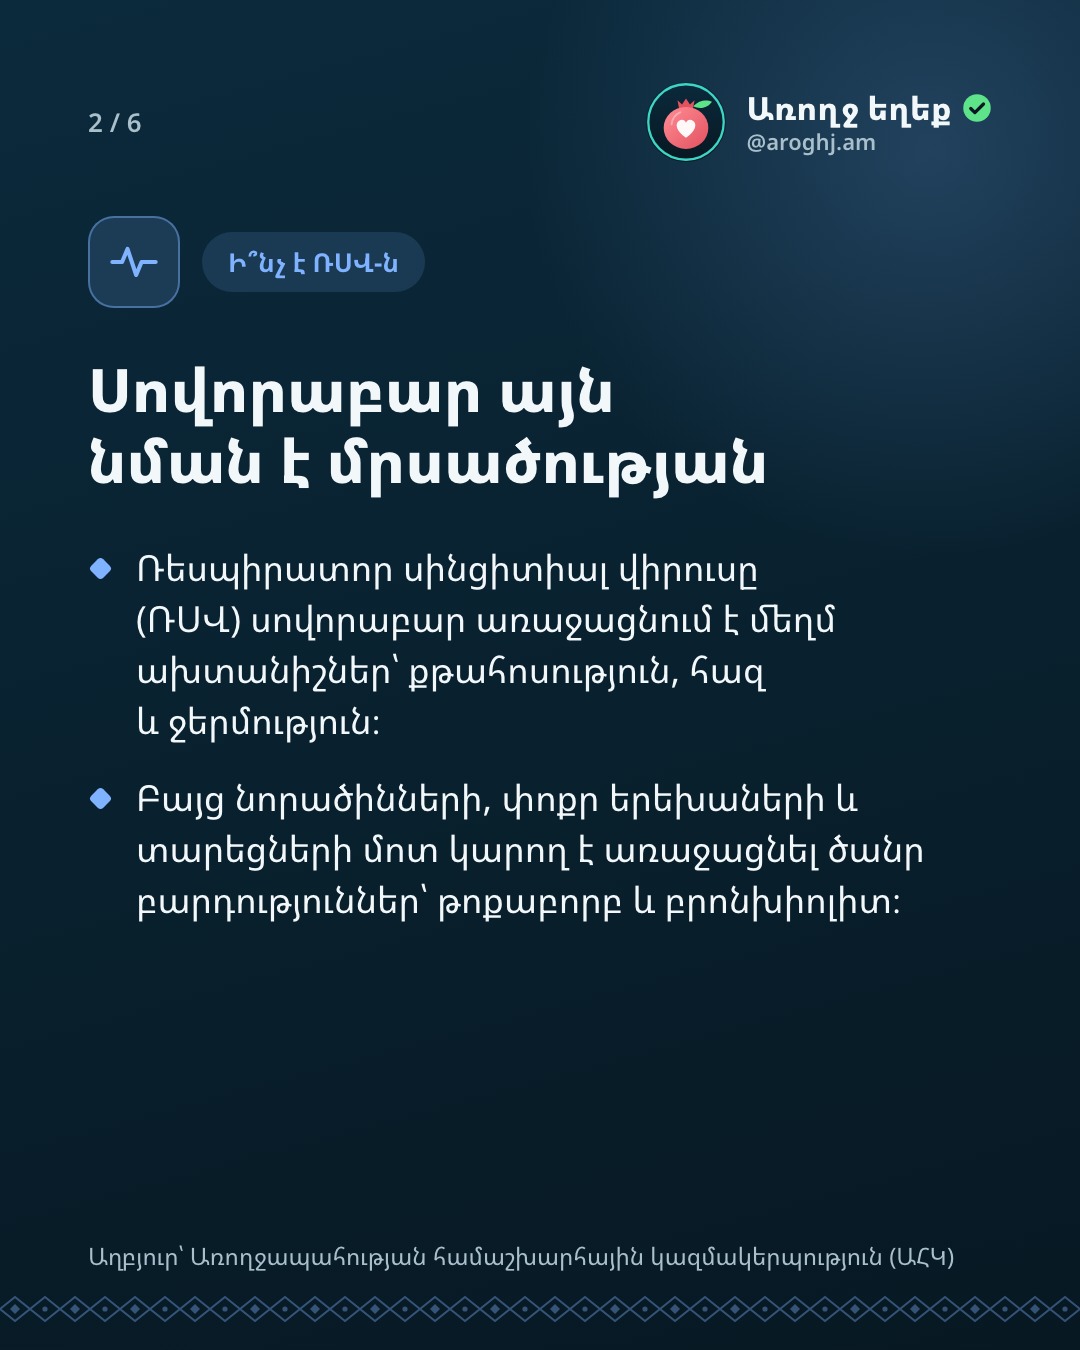 2 / 6
Առողջ եղեք
@aroghj.am
Ի՞նչ է ՌՍՎ-ն
Սովորաբար այն
նման է մրսածության
Ռեսպիրատոր սինցիտիալ վիրուսը
(ՌՍՎ) սովորաբար առաջացնում է մեղմ
ախտանիշներ՝ քթահոսություն, հազ
և ջերմություն:
Բայց նորածինների, փոքր երեխաների և
տարեցների մոտ կարող է առաջացնել ծանր
բարդություններ՝ թոքաբորբ և բրոնխիոլիտ:
Աղբյուր՝ Առողջապահության համաշխարհային կազմակերպություն (ԱՀԿ)